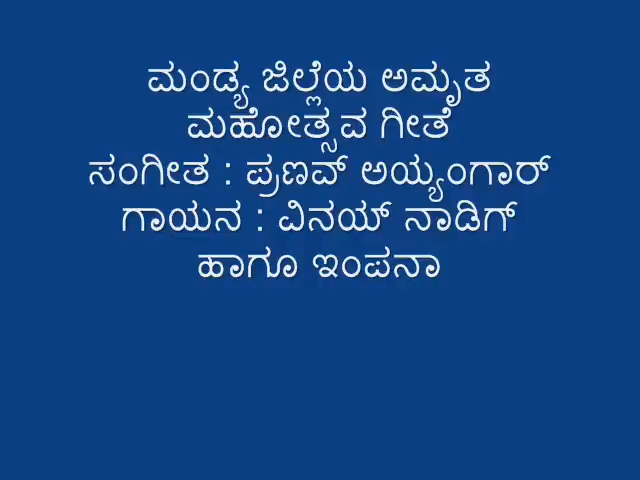 ಮಂಡ್ಯ ಜಿಲ್ಲೆಯ ಅಮೃತ
ಮಹೋತ್ಸವ ಗೀತೆ
ಸಂಗೀತ : ಪ್ರಣವ್ ಅಯ್ಯಂಗಾರ್
ಗಾಯನ : ವಿನಯ್ ನಾಡಿಗ್
ಹಾಗೂ ಇಂಪನಾ